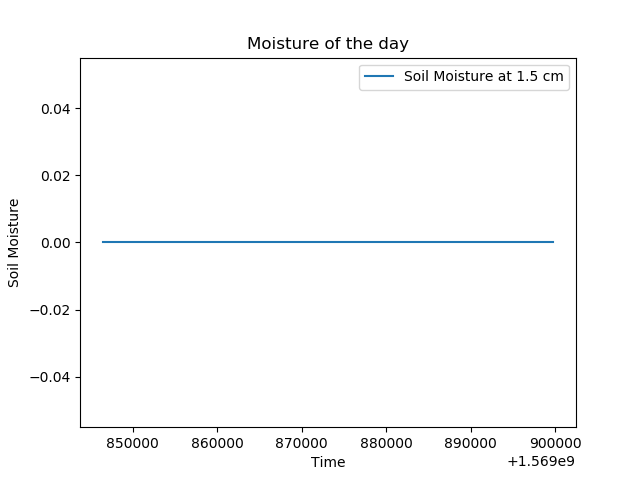 Moisture of the day
Soil Moisture at 1.5 cm
0.04
0.02
0.00
−0.02
−0.04
Soil Moisture
850000 860000 870000 880000 890000 900000
Time
+1.569e9